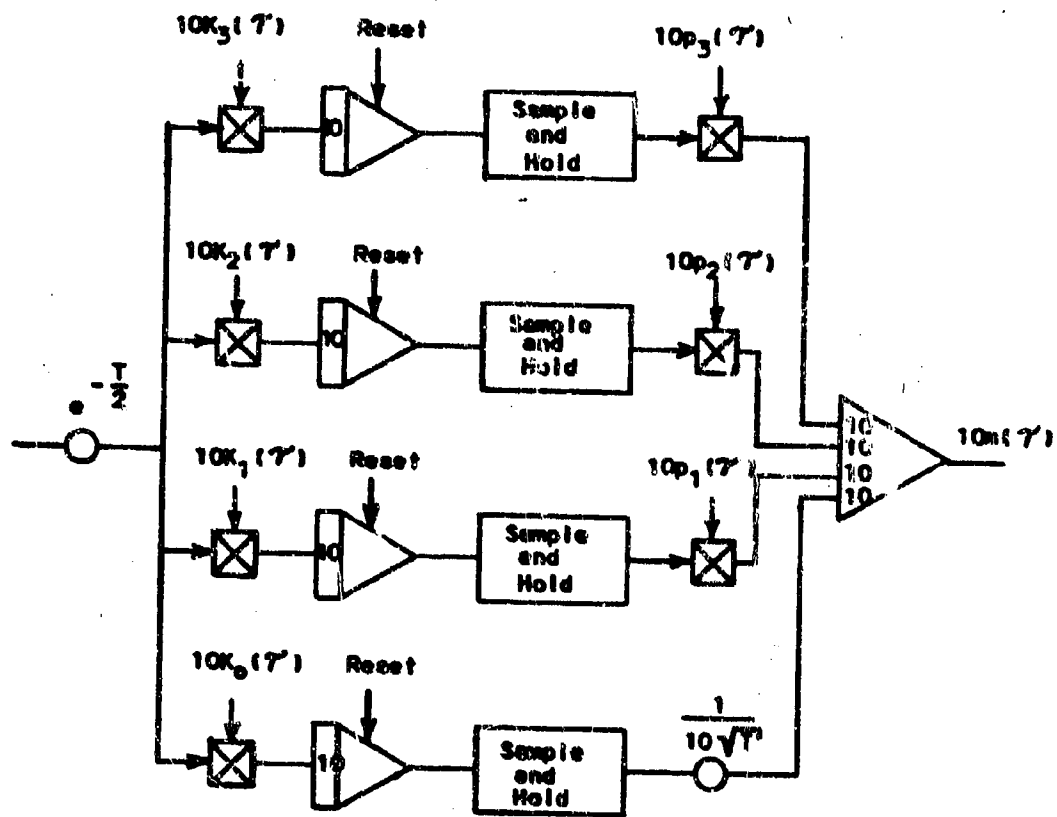 10K₃(𝒯)
Reset
10p₃(𝒯)
10
Sample
and
Hold
10K₂(𝒯)
Reset
10p₂(𝒯)
10
Sample
and
Hold
e^-T/2
10K₁(𝒯)
Reset
10p₁(𝒯)
10
Sample
and
Hold
10
10
10
10
10m(𝒯)
10K₀(𝒯)
Reset
10
Sample
and
Hold
1
10 √T